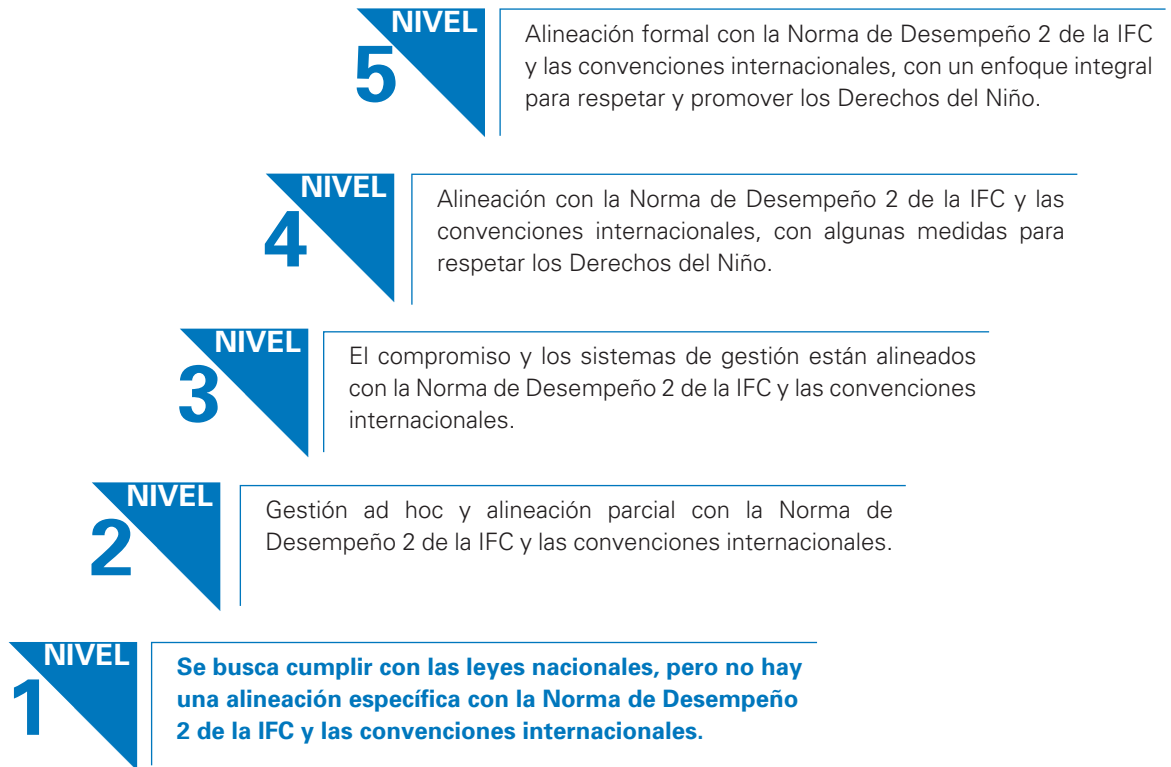 NIVEL
5
Alineación formal con la Norma de Desempeño 2 de la IFC
y las convenciones internacionales, con un enfoque integral
para respetar y promover los Derechos del Niño.
NIVEL
4
Alineación con la Norma de Desempeño 2 de la IFC y las
convenciones internacionales, con algunas medidas para
respetar los Derechos del Niño.
NIVEL
3
El compromiso y los sistemas de gestión están alineados
con la Norma de Desempeño 2 de la IFC y las convenciones
internacionales.
NIVEL
2
Gestión ad hoc y alineación parcial con la Norma de
Desempeño 2 de la IFC y las convenciones internacionales.
NIVEL
1
Se busca cumplir con las leyes nacionales, pero no hay
una alineación específica con la Norma de Desempeño
2 de la IFC y las convenciones internacionales.